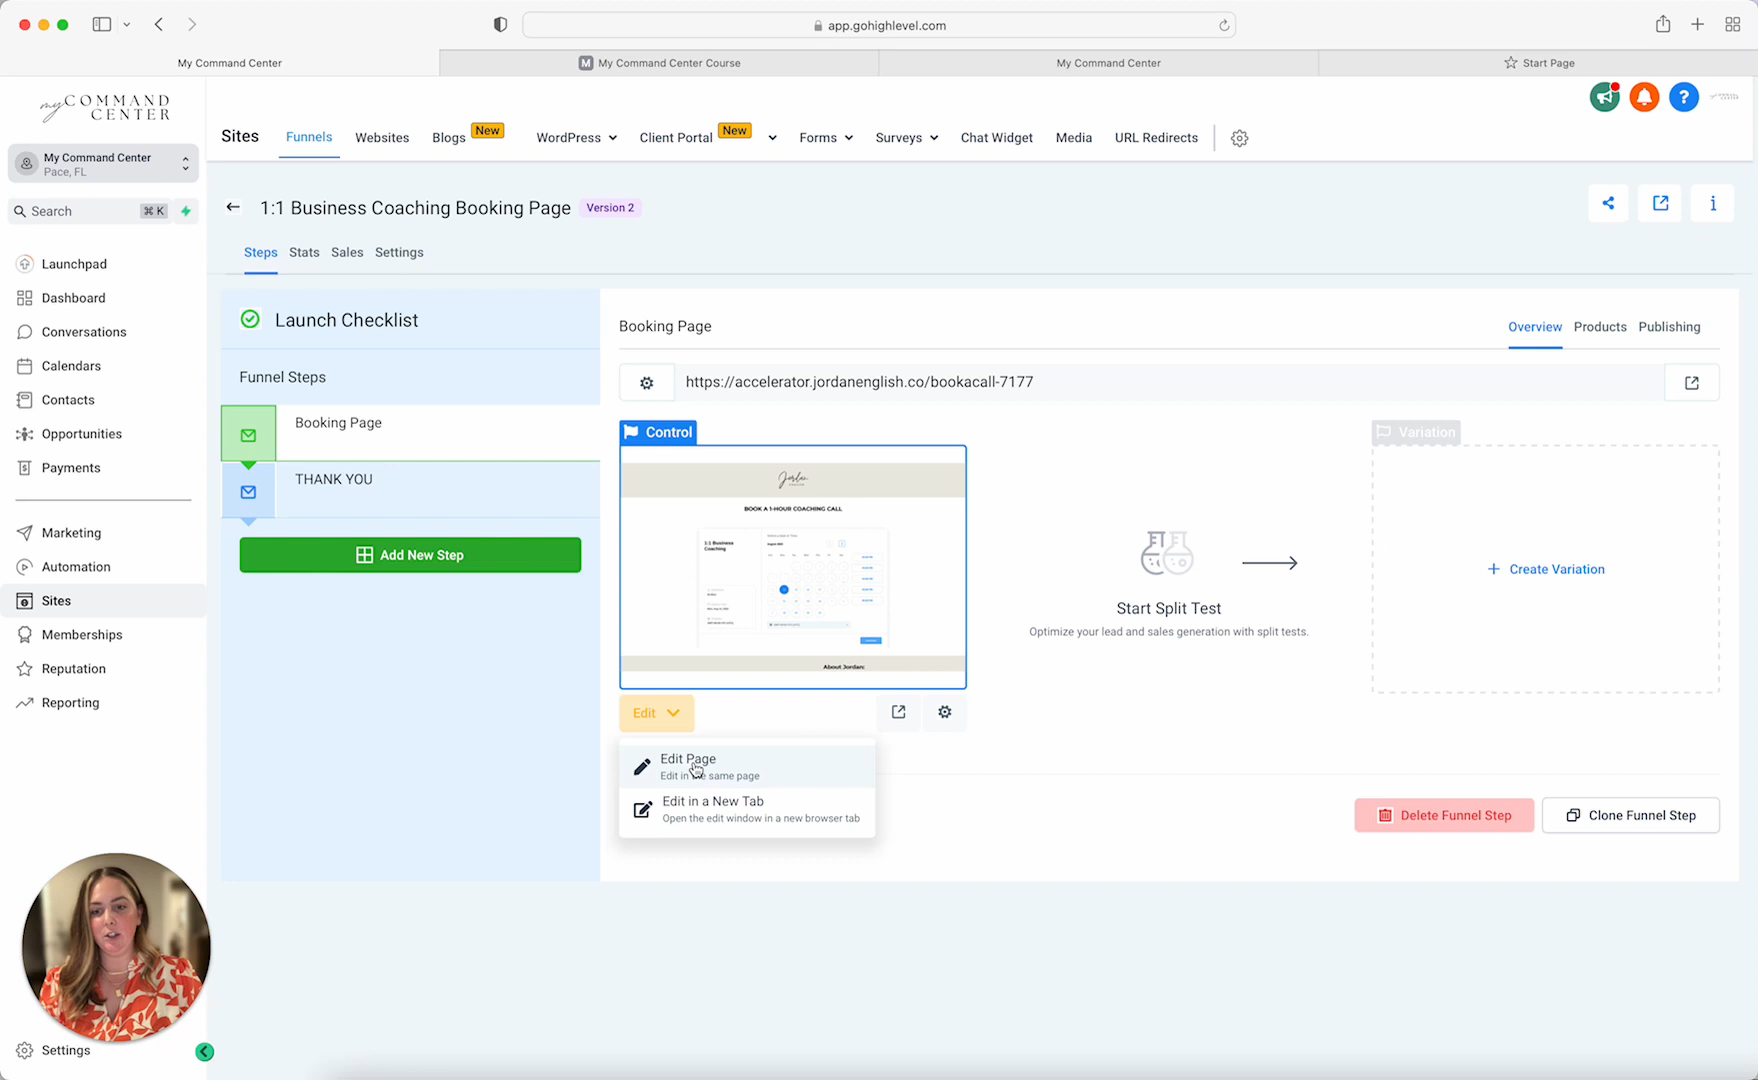 app.gohighlevel.com
My Command Center
M My Command Center Course
My Command Center
Start Page
my COMMAND CENTER
My Command Center
Pace, FL
Search ⌘ K
Launchpad
Dashboard
Conversations
Calendars
Contacts
Opportunities
Payments
Marketing
Automation
Sites
Memberships
Reputation
Reporting
Settings
Sites
Funnels
Websites
Blogs New
WordPress
Client Portal New
Forms
Surveys
Chat Widget
Media
URL Redirects
1:1 Business Coaching Booking Page Version 2
Steps Stats Sales Settings
Launch Checklist
Funnel Steps
Booking Page
THANK YOU
Add New Step
Booking Page
Overview Products Publishing
https://accelerator.jordanenglish.co/bookacall-7177
Control
Jordan
BOOK A 1-HOUR COACHING CALL
1:1 Business
Coaching
About Jordan:
Edit
Edit Page
Edit in the same page
Edit in a New Tab
Open the edit window in a new browser tab
Start Split Test
Optimize your lead and sales generation with split tests.
Variation
+ Create Variation
Delete Funnel Step
Clone Funnel Step